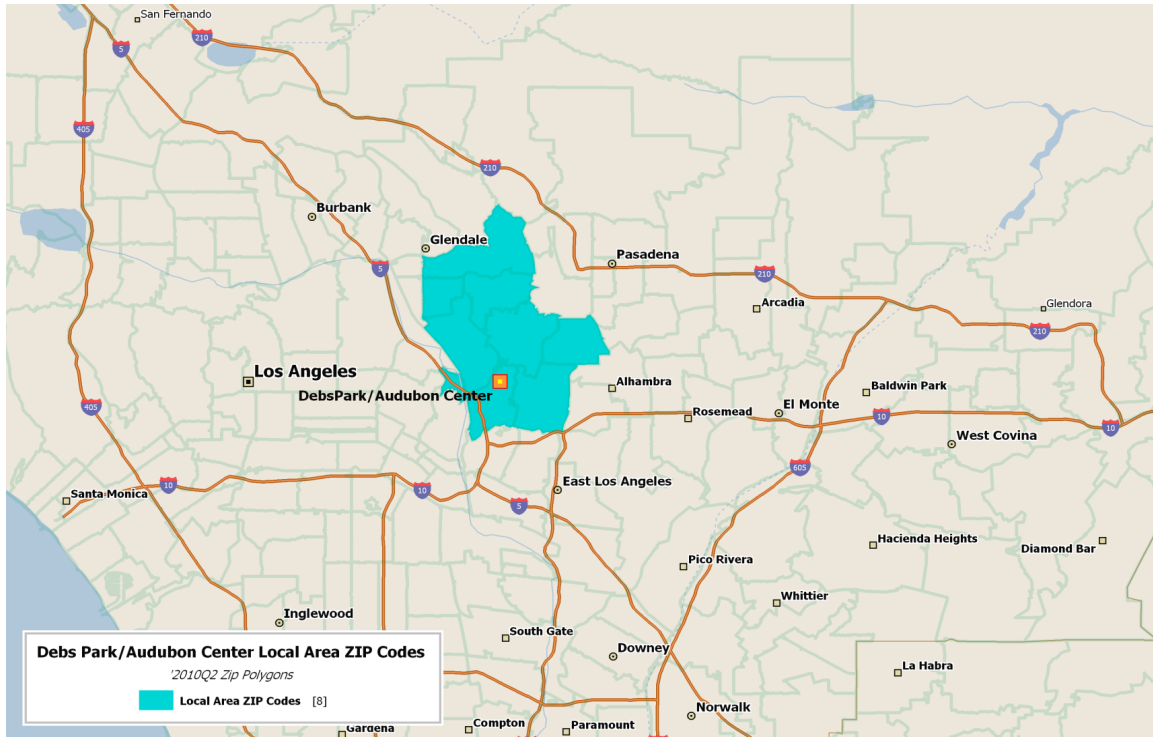 San Fernando
210
5
405
210
Burbank
Glendale
5
Pasadena
210
Arcadia
Glendora
210
Los Angeles
DebsPark/Audubon Center
Alhambra
Baldwin Park
405
Rosemead
El Monte
10
10
West Covina
605
10
Santa Monica
10
East Los Angeles
5
Hacienda Heights
Diamond Bar
Pico Rivera
Whittier
Inglewood
South Gate
Downey
La Habra
Debs Park/Audubon Center Local Area ZIP Codes
'2010Q2 Zip Polygons
Local Area ZIP Codes [8]
Norwalk
Gardena
Compton
Paramount